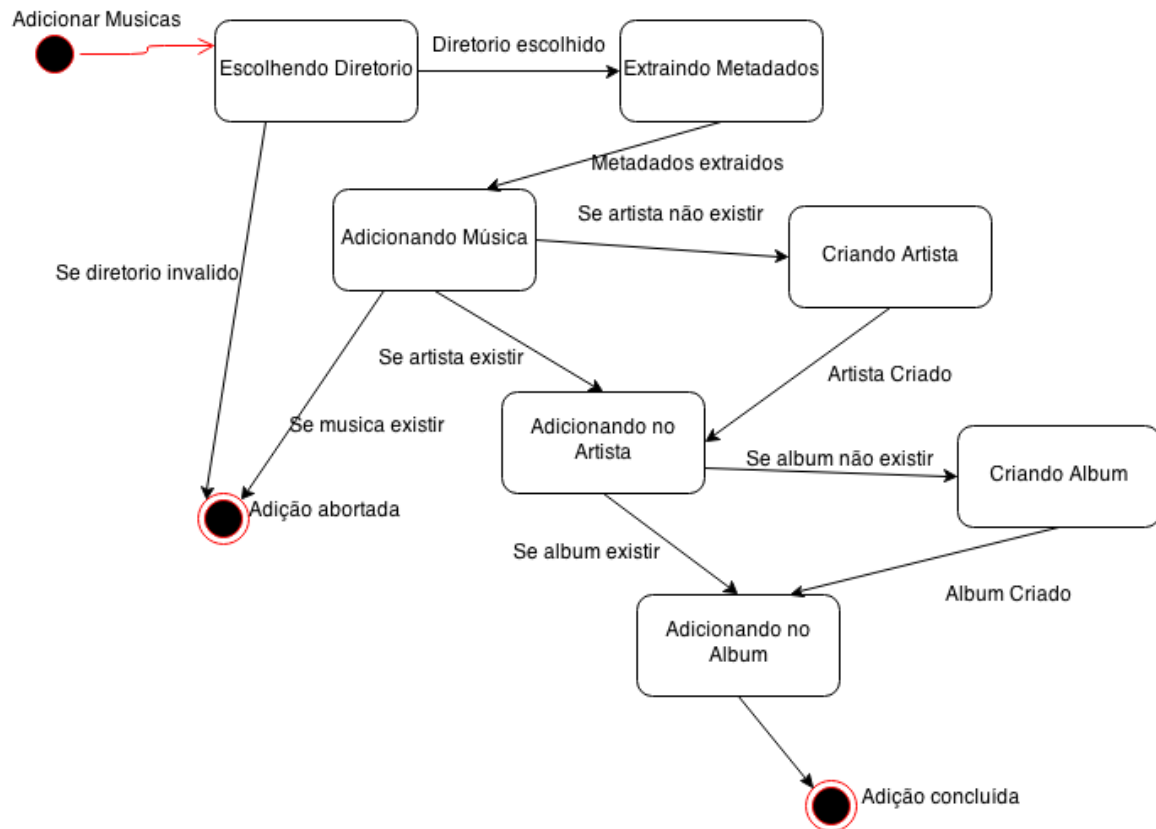 Adicionar Musicas
Escolhendo Diretorio
Diretorio escolhido
Extraindo Metadados
Metadados extraidos
Adicionando Música
Se artista não existir
Criando Artista
Se diretorio invalido
Se artista existir
Artista Criado
Se musica existir
Adicionando no
Artista
Se album não existir
Criando Album
Adição abortada
Se album existir
Album Criado
Adicionando no
Album
Adição concluída